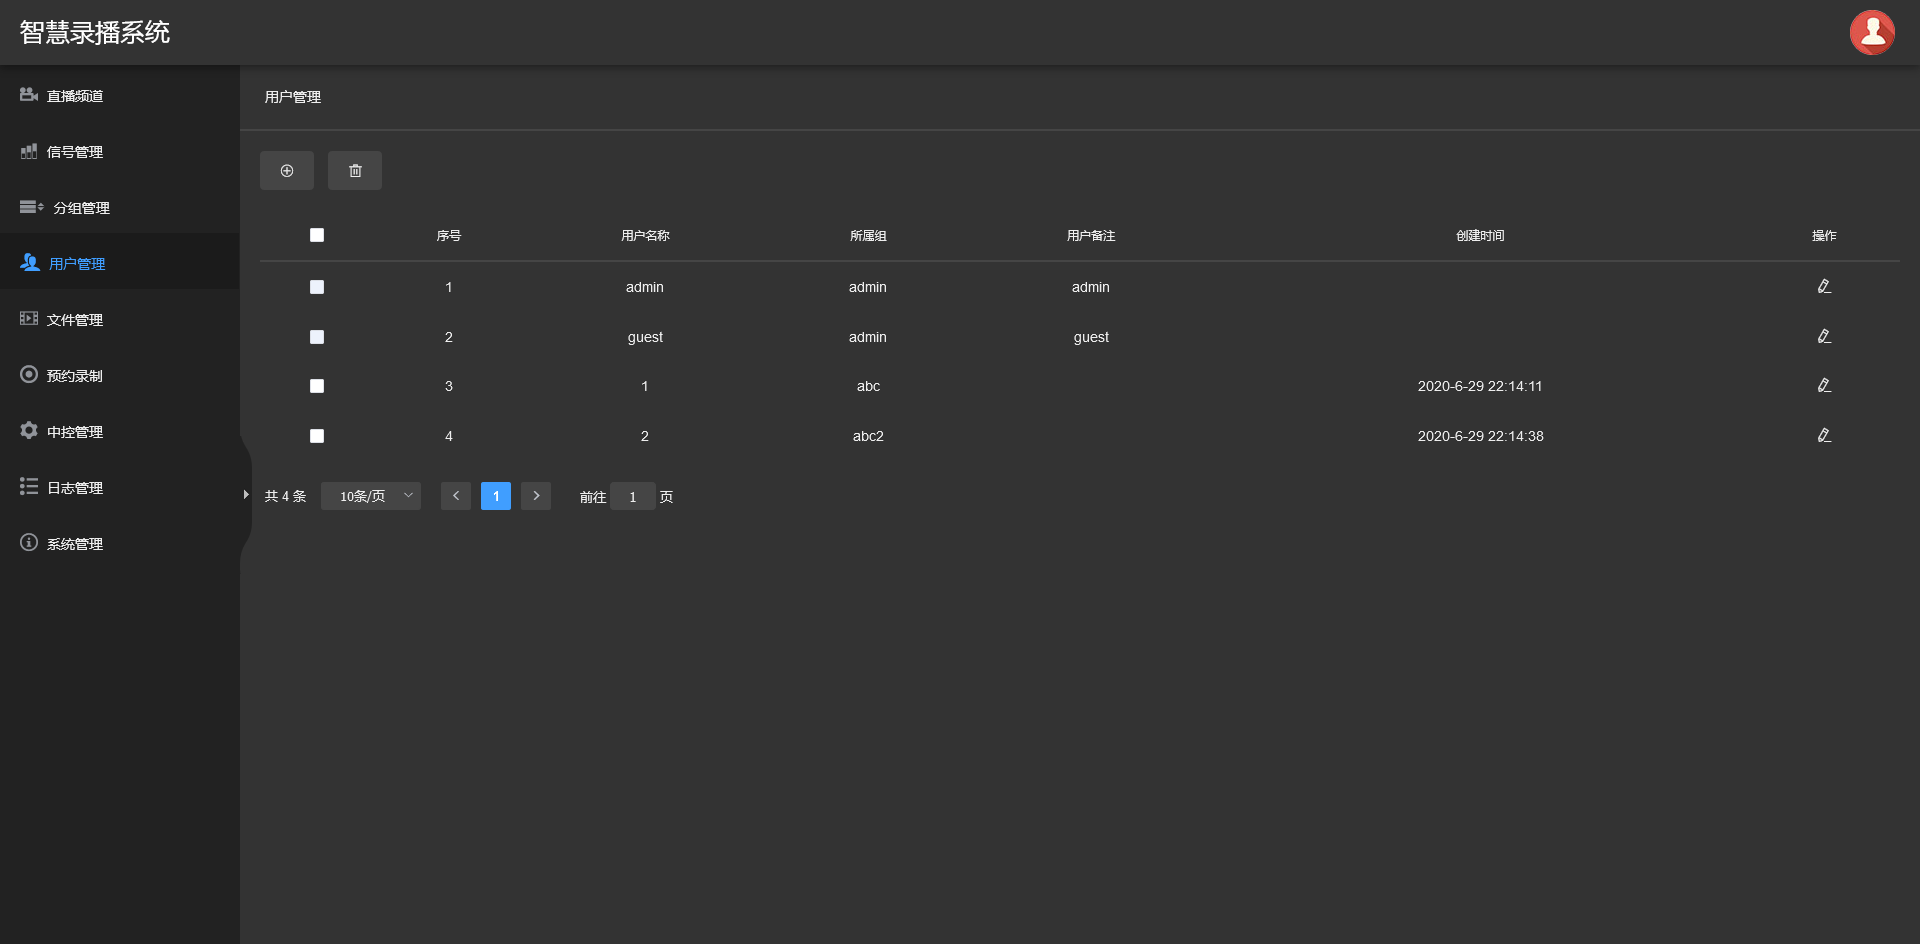 智慧录播系统
直播频道
信号管理
分组管理
用户管理
文件管理
预约录制
中控管理
日志管理
系统管理
用户管理
序号 用户名称 所属组 用户备注 创建时间 操作
1 admin admin admin
2 guest admin guest
3 1 abc 2020-6-29 22:14:11
4 2 abc2 2020-6-29 22:14:38
共 4 条 10条/页 1 前往 1 页